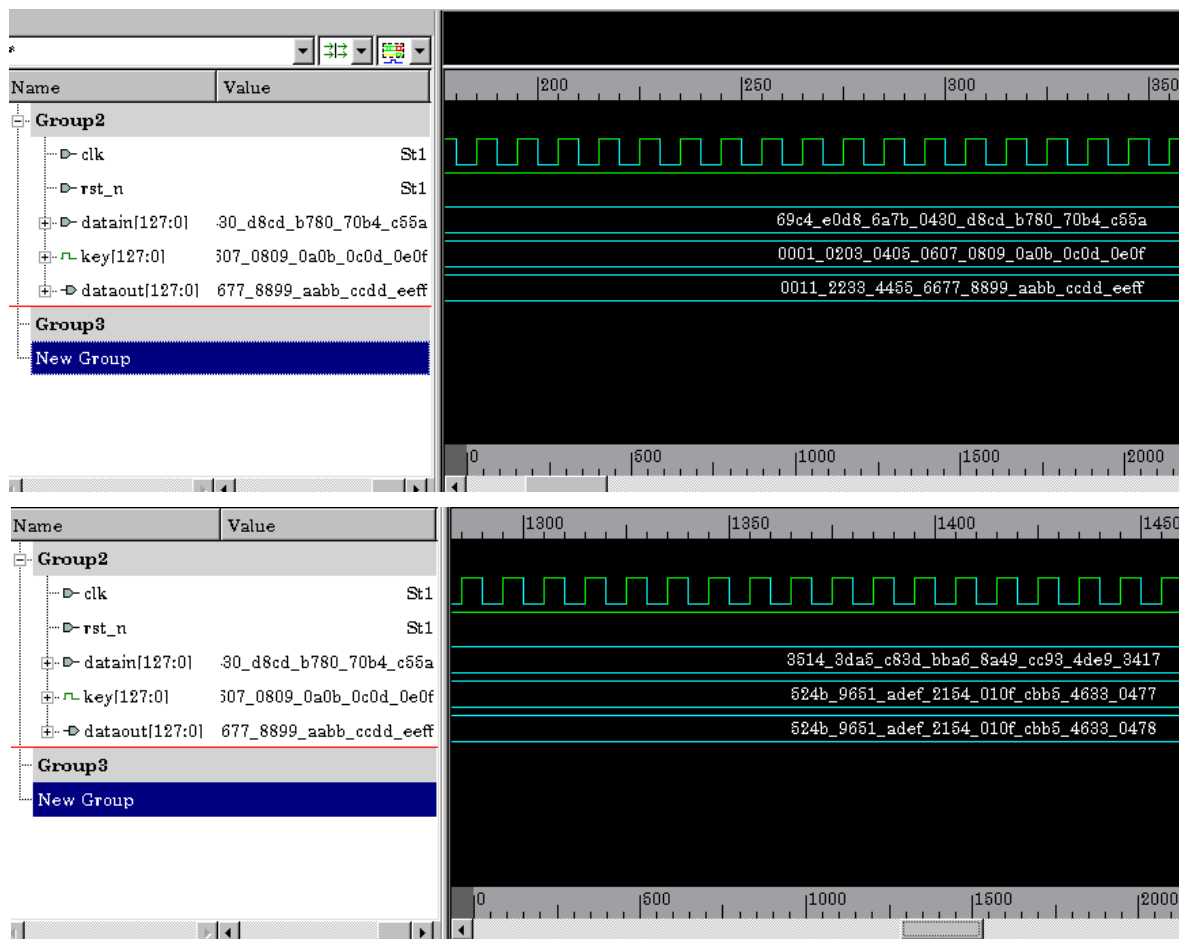 *
Name Value 200 250 300 350
Group2
clk St1
rst_n St1
datain[127:0] 30_d8cd_b780_70b4_c55a 69c4_e0d8_6a7b_0430_d8cd_b780_70b4_c55a
key[127:0] 607_0809_0a0b_0c0d_0e0f 0001_0203_0405_0607_0809_0a0b_0c0d_0e0f
dataout[127:0] 677_8899_aabb_ccdd_eeff 0011_2233_4455_6677_8899_aabb_ccdd_eeff
Group3
New Group
0 500 1000 1500 2000
Name Value 1300 1350 1400 1450
Group2
clk St1
rst_n St1
datain[127:0] 30_d8cd_b780_70b4_c55a 3514_3da5_c83d_bba6_8a49_cc93_4de9_3417
key[127:0] 607_0809_0a0b_0c0d_0e0f 524b_9651_adef_2154_010f_cbb5_4633_0477
dataout[127:0] 677_8899_aabb_ccdd_eeff 524b_9651_adef_2154_010f_cbb5_4633_0478
Group3
New Group
0 500 1000 1500 2000